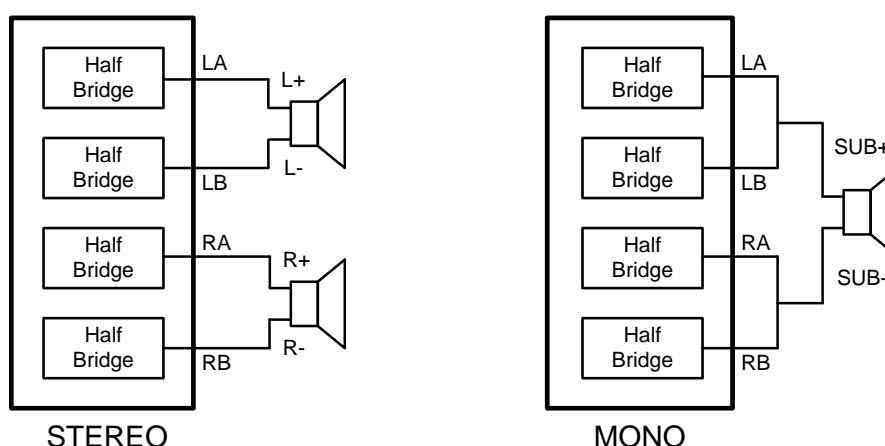 Half
Bridge
LA
L+
Half
Bridge
LB
L-
Half
Bridge
RA
R+
Half
Bridge
RB
R-
STEREO
Half
Bridge
LA
Half
Bridge
LB
SUB+
Half
Bridge
RA
SUB-
Half
Bridge
RB
MONO